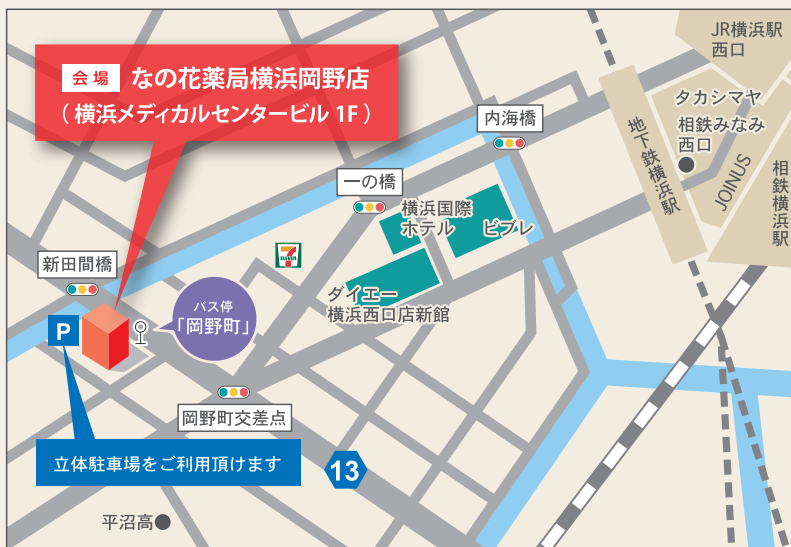 会場 なの花薬局横浜岡野店
（横浜メディカルセンタービル 1F）
JR横浜駅
西口
タカシマヤ
相鉄みなみ
西口
地下鉄横浜駅
JOINUS
相鉄横浜駅
内海橋
一の橋
横浜国際
ホテル
ビブレ
7
ELEVEN
ダイエー
横浜西口店新館
新田間橋
P
バス停
「岡野町」
岡野町交差点
立体駐車場をご利用頂けます
13
平沼高